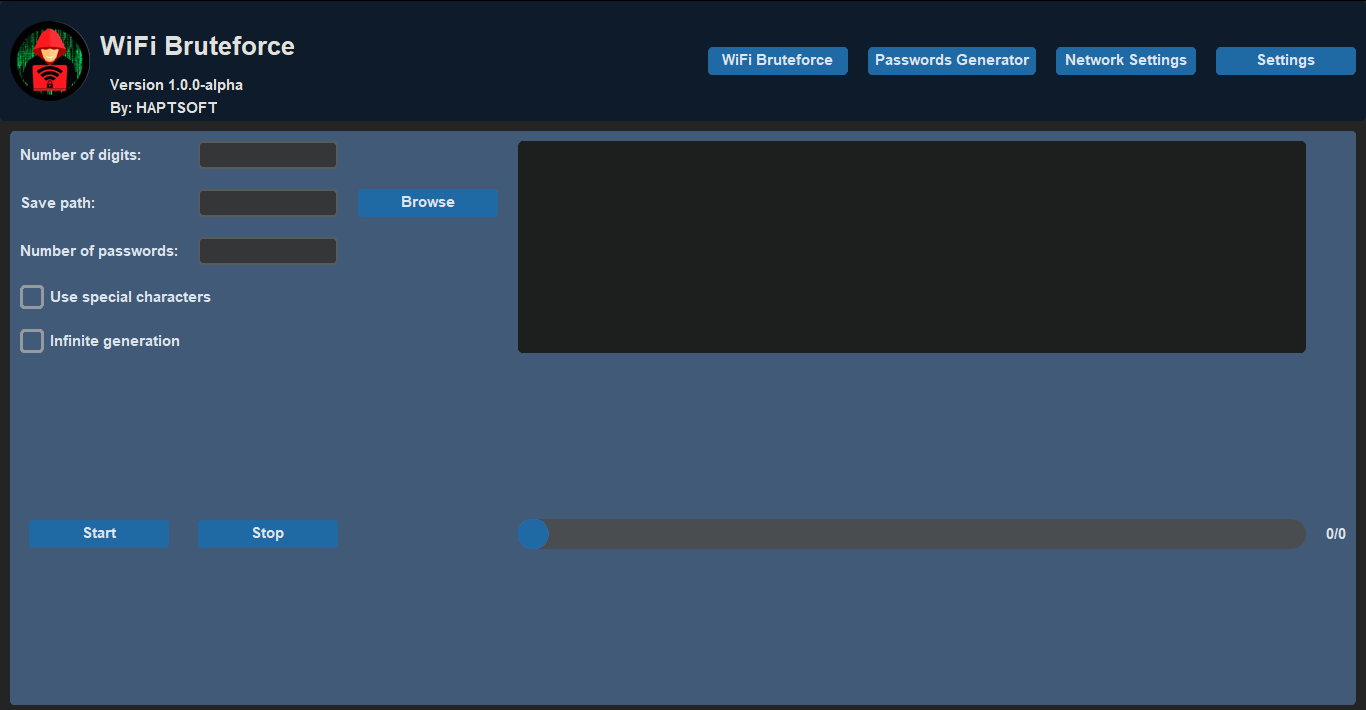 WiFi Bruteforce
Version 1.0.0-alpha
By: HAPTSOFT
WiFi Bruteforce
Passwords Generator
Network Settings
Settings
Number of digits:
Save path:
Browse
Number of passwords:
Use special characters
Infinite generation
Start
Stop
0/0